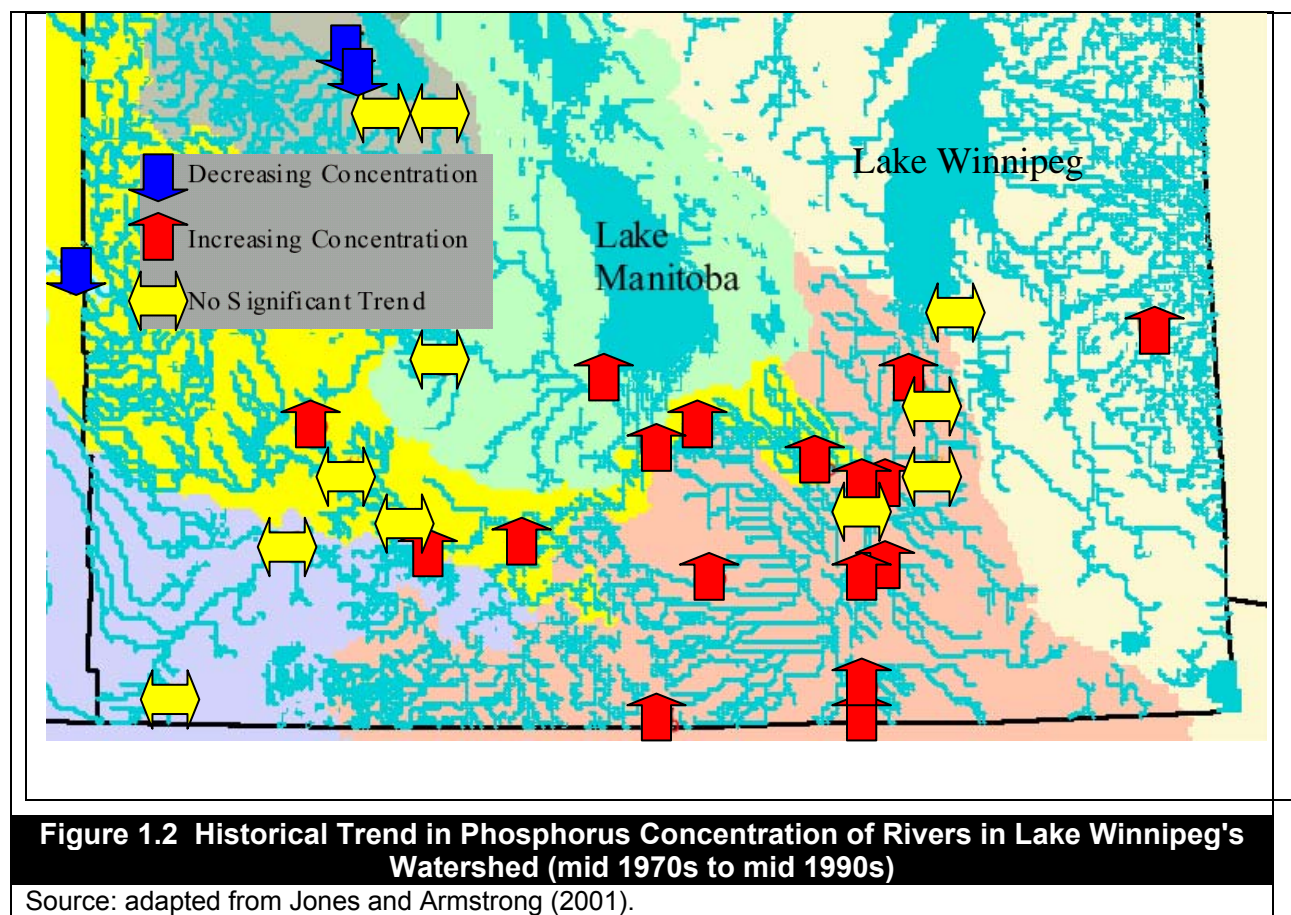 Lake Winnipeg
Decreasing Concentration
Lake
Manitoba
Increasing Concentration
No Significant Trend
Figure 1.2 Historical Trend in Phosphorus Concentration of Rivers in Lake Winnipeg's
Watershed (mid 1970s to mid 1990s)
Source: adapted from Jones and Armstrong (2001).